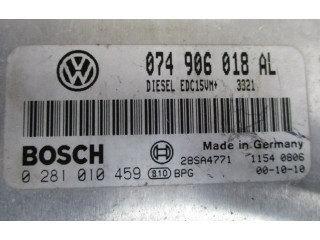 074 906 018 AL
DIESEL EDC15VM+ 3321
Made in Germany
BOSCH
28SA4771 1154 0806
0 281 010 459 810 BPG 00-10-10